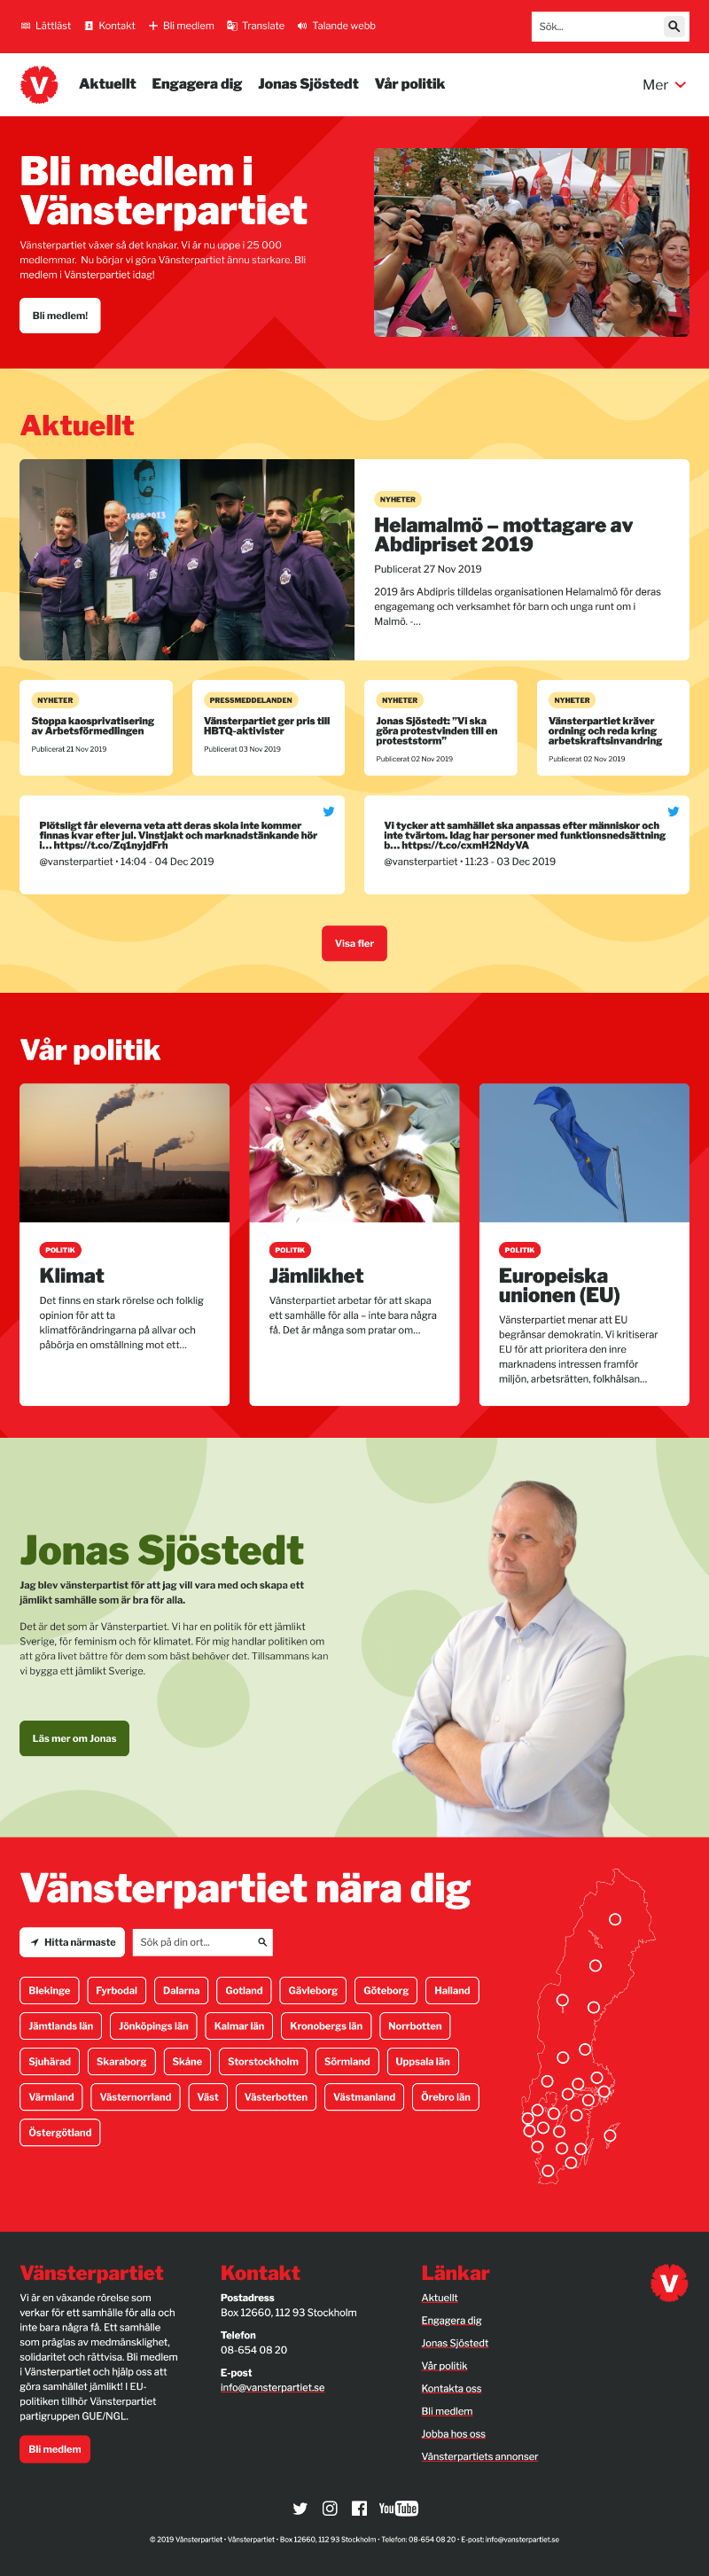 Lättläst
Kontakt
Bli medlem
Translate
Talande webb
Sök...
V
Aktuellt
Engagera dig
Jonas Sjöstedt
Vår politik
Mer
Bli medlem i
Vänsterpartiet
Vänsterpartiet växer så det knakar. Vi är nu uppe i 25 000
medlemmar. Nu börjar vi göra Vänsterpartiet ännu starkare. Bli
medlem i Vänsterpartiet idag!
Bli medlem!
Aktuellt
1988-2013
NYHETER
Helamalmö – mottagare av
Abdipriset 2019
Publicerat 27 Nov 2019
2019 års Abdipris tilldelas organisationen Helamalmö för deras
engagemang och verksamhet för barn och unga runt om i
Malmö. -...
NYHETER
Stoppa kaosprivatisering
av Arbetsförmedlingen
Publicerat 21 Nov 2019
PRESSMEDDELANDEN
Vänsterpartiet ger pris till
HBTQ-aktivister
Publicerat 03 Nov 2019
NYHETER
Jonas Sjöstedt: ”Vi ska
göra protestvinden till en
proteststorm”
Publicerat 02 Nov 2019
NYHETER
Vänsterpartiet kräver
ordning och reda kring
arbetskraftsinvandring
Publicerat 02 Nov 2019
Plötsligt får eleverna veta att deras skola inte kommer
finnas kvar efter jul. Vinstjakt och marknadstänkande hör
i… https://t.co/Zq1nyjdFrh
@vansterpartiet • 14:04 - 04 Dec 2019
Vi tycker att samhället ska anpassas efter människor och
inte tvärtom. Idag har personer med funktionsnedsättning
b… https://t.co/cxmH2NdyVA
@vansterpartiet • 11:23 - 03 Dec 2019
Visa fler
Vår politik
POLITIK
Klimat
Det finns en stark rörelse och folklig
opinion för att ta
klimatförändringarna på allvar och
påbörja en omställning mot ett...
POLITIK
Jämlikhet
Vänsterpartiet arbetar för att skapa
ett samhälle för alla – inte bara några
få. Det är många som pratar om...
POLITIK
Europeiska
unionen (EU)
Vänsterpartiet menar att EU
begränsar demokratin. Vi kritiserar
EU för att prioritera den inre
marknadens intressen framför
miljön, arbetsrätten, folkhälsan...
Jonas Sjöstedt
Jag blev vänsterpartist för att jag vill vara med och skapa ett
jämlikt samhälle som är bra för alla.
Det är det som är Vänsterpartiet. Vi har en politik för ett jämlikt
Sverige, för feminism och för klimatet. För mig handlar politiken om
att göra livet bättre för dem som bäst behöver det. Tillsammans kan
vi bygga ett jämlikt Sverige.
Läs mer om Jonas
Vänsterpartiet nära dig
Hitta närmaste
Sök på din ort...
Blekinge
Fyrbodal
Dalarna
Gotland
Gävleborg
Göteborg
Halland
Jämtlands län
Jönköpings län
Kalmar län
Kronobergs län
Norrbotten
Sjuhärad
Skaraborg
Skåne
Storstockholm
Sörmland
Uppsala län
Värmland
Västernorrland
Väst
Västerbotten
Västmanland
Örebro län
Östergötland
Vänsterpartiet
Vi är en växande rörelse som
verkar för ett samhälle för alla och
inte bara några få. Ett samhälle
som präglas av medmänsklighet,
solidaritet och rättvisa. Bli medlem
i Vänsterpartiet och hjälp oss att
göra samhället jämlikt! I EU-
politiken tillhör Vänsterpartiet
partigruppen GUE/NGL.
Bli medlem
Kontakt
Postadress
Box 12660, 112 93 Stockholm
Telefon
08-654 08 20
E-post
info@vansterpartiet.se
Länkar
Aktuellt
Engagera dig
Jonas Sjöstedt
Vår politik
Kontakta oss
Bli medlem
Jobba hos oss
Vänsterpartiets annonser
V
YouTube
© 2019 Vänsterpartiet • Vänsterpartiet • Box 12660, 112 93 Stockholm • Telefon: 08-654 08 20 • E-post: info@vansterpartiet.se